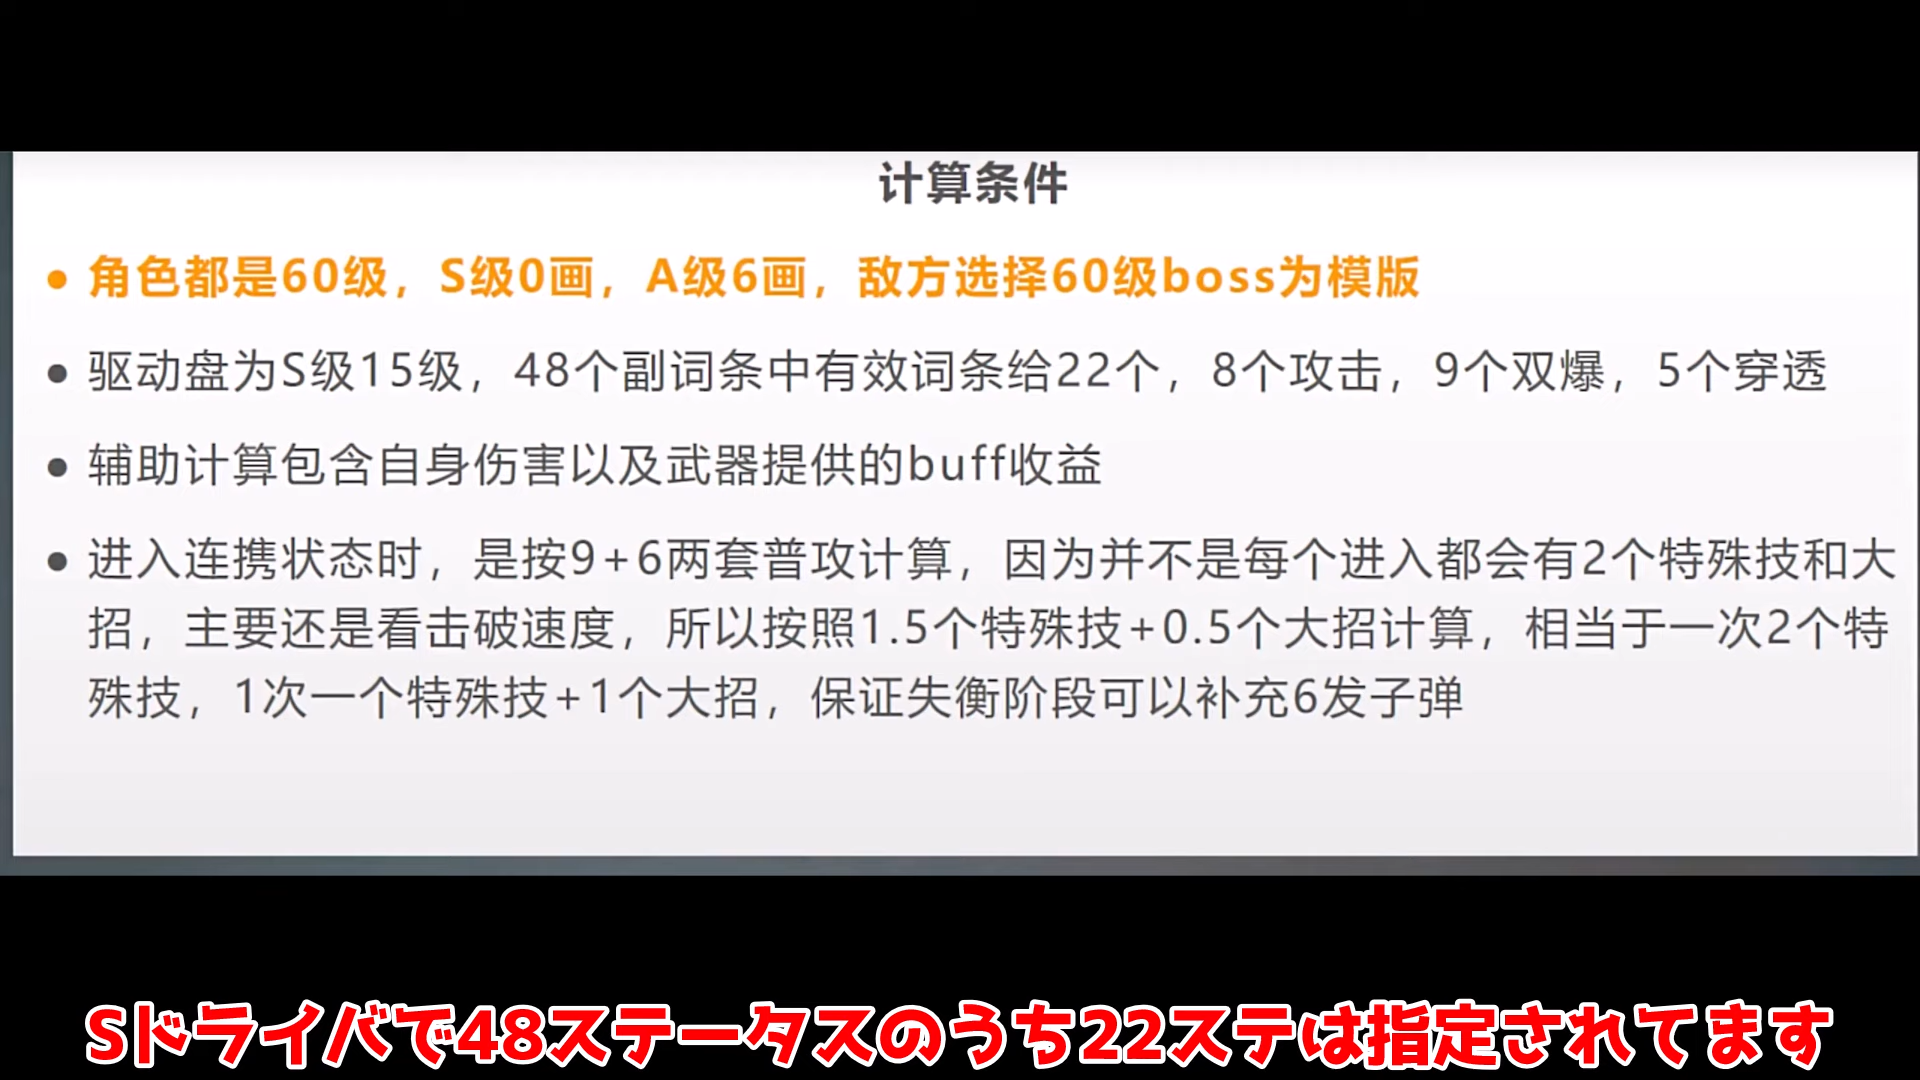 计算条件
● 角色都是60级，S级0画，A级6画，敌方选择60级boss为模版
● 驱动盘为S级15级，48个副词条中有效词条给22个，8个攻击，9个双爆，5个穿透
● 辅助计算包含自身伤害以及武器提供的buff收益
● 进入连携状态时，是按9+6两套普攻计算，因为并不是每个进入都会有2个特殊技和大
招，主要还是看击破速度，所以按照1.5个特殊技+0.5个大招计算，相当于一次2个特
殊技，1次一个特殊技+1个大招，保证失衡阶段可以补充6发子弹
Sドライバで48ステータスのうち22ステは指定されてます